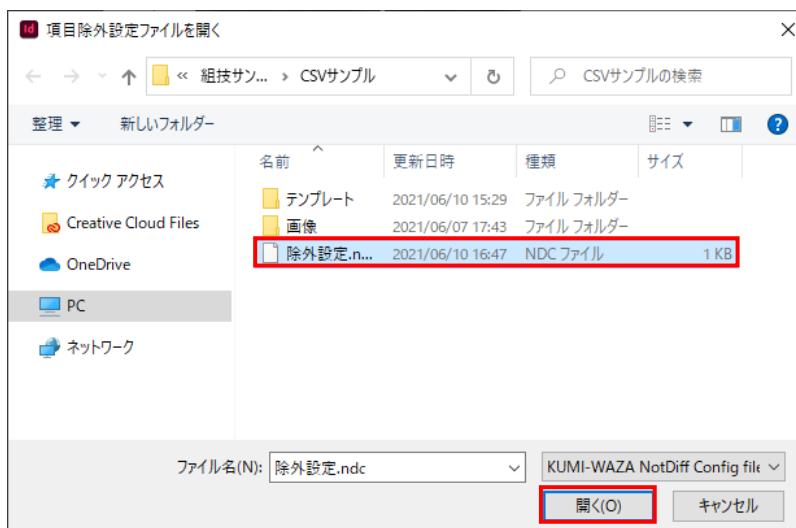 Id 項目除外設定ファイルを開く
« 組技サン... › CSVサンプル CSVサンプルの検索
整理 新しいフォルダー
名前 更新日時 種類 サイズ
クイック アクセス
テンプレート 2021/06/10 15:29 ファイル フォルダー
Creative Cloud Files
画像 2021/06/07 17:43 ファイル フォルダー
除外設定.n... 2021/06/10 16:47 NDC ファイル 1 KB
OneDrive
PC
ネットワーク
ファイル名(N): 除外設定.ndc KUMI-WAZA NotDiff Config file
開く(O) キャンセル